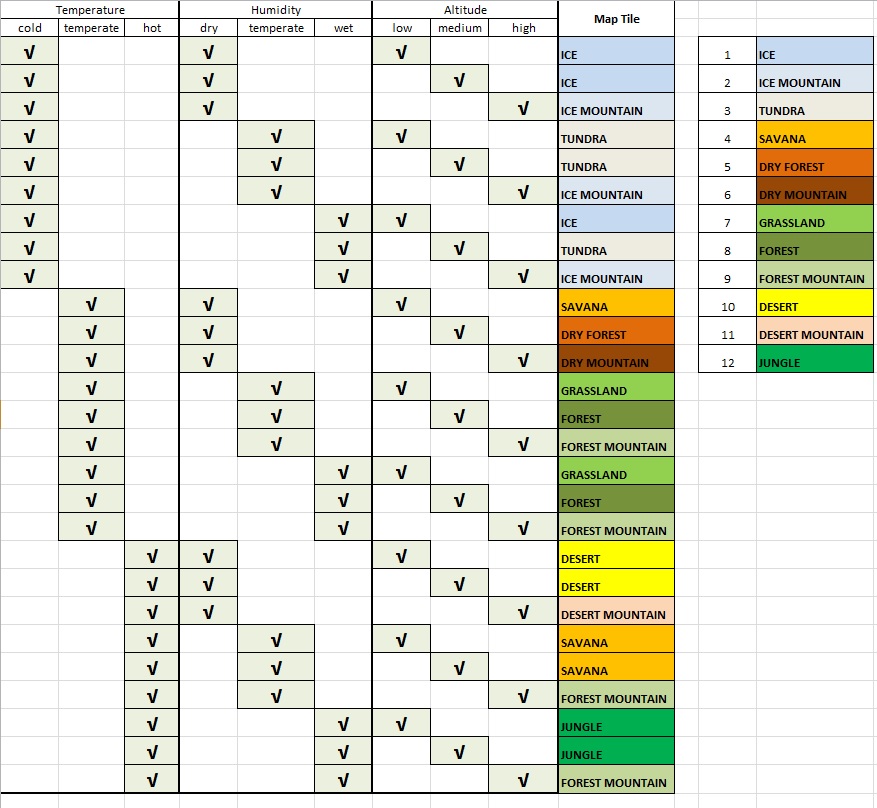 Temperature Humidity Altitude Map Tile
cold temperate hot dry temperate wet low medium high
√ √ √ ICE 1 ICE
√ √ √ ICE 2 ICE MOUNTAIN
√ √ √ ICE MOUNTAIN 3 TUNDRA
√ √ √ TUNDRA 4 SAVANA
√ √ √ TUNDRA 5 DRY FOREST
√ √ √ ICE MOUNTAIN 6 DRY MOUNTAIN
√ √ √ ICE 7 GRASSLAND
√ √ √ TUNDRA 8 FOREST
√ √ √ ICE MOUNTAIN 9 FOREST MOUNTAIN
√ √ √ SAVANA 10 DESERT
√ √ √ DRY FOREST 11 DESERT MOUNTAIN
√ √ √ DRY MOUNTAIN 12 JUNGLE
√ √ √ GRASSLAND
√ √ √ FOREST
√ √ √ FOREST MOUNTAIN
√ √ √ GRASSLAND
√ √ √ FOREST
√ √ √ FOREST MOUNTAIN
√ √ √ DESERT
√ √ √ DESERT
√ √ √ DESERT MOUNTAIN
√ √ √ SAVANA
√ √ √ SAVANA
√ √ √ FOREST MOUNTAIN
√ √ √ JUNGLE
√ √ √ JUNGLE
√ √ √ FOREST MOUNTAIN